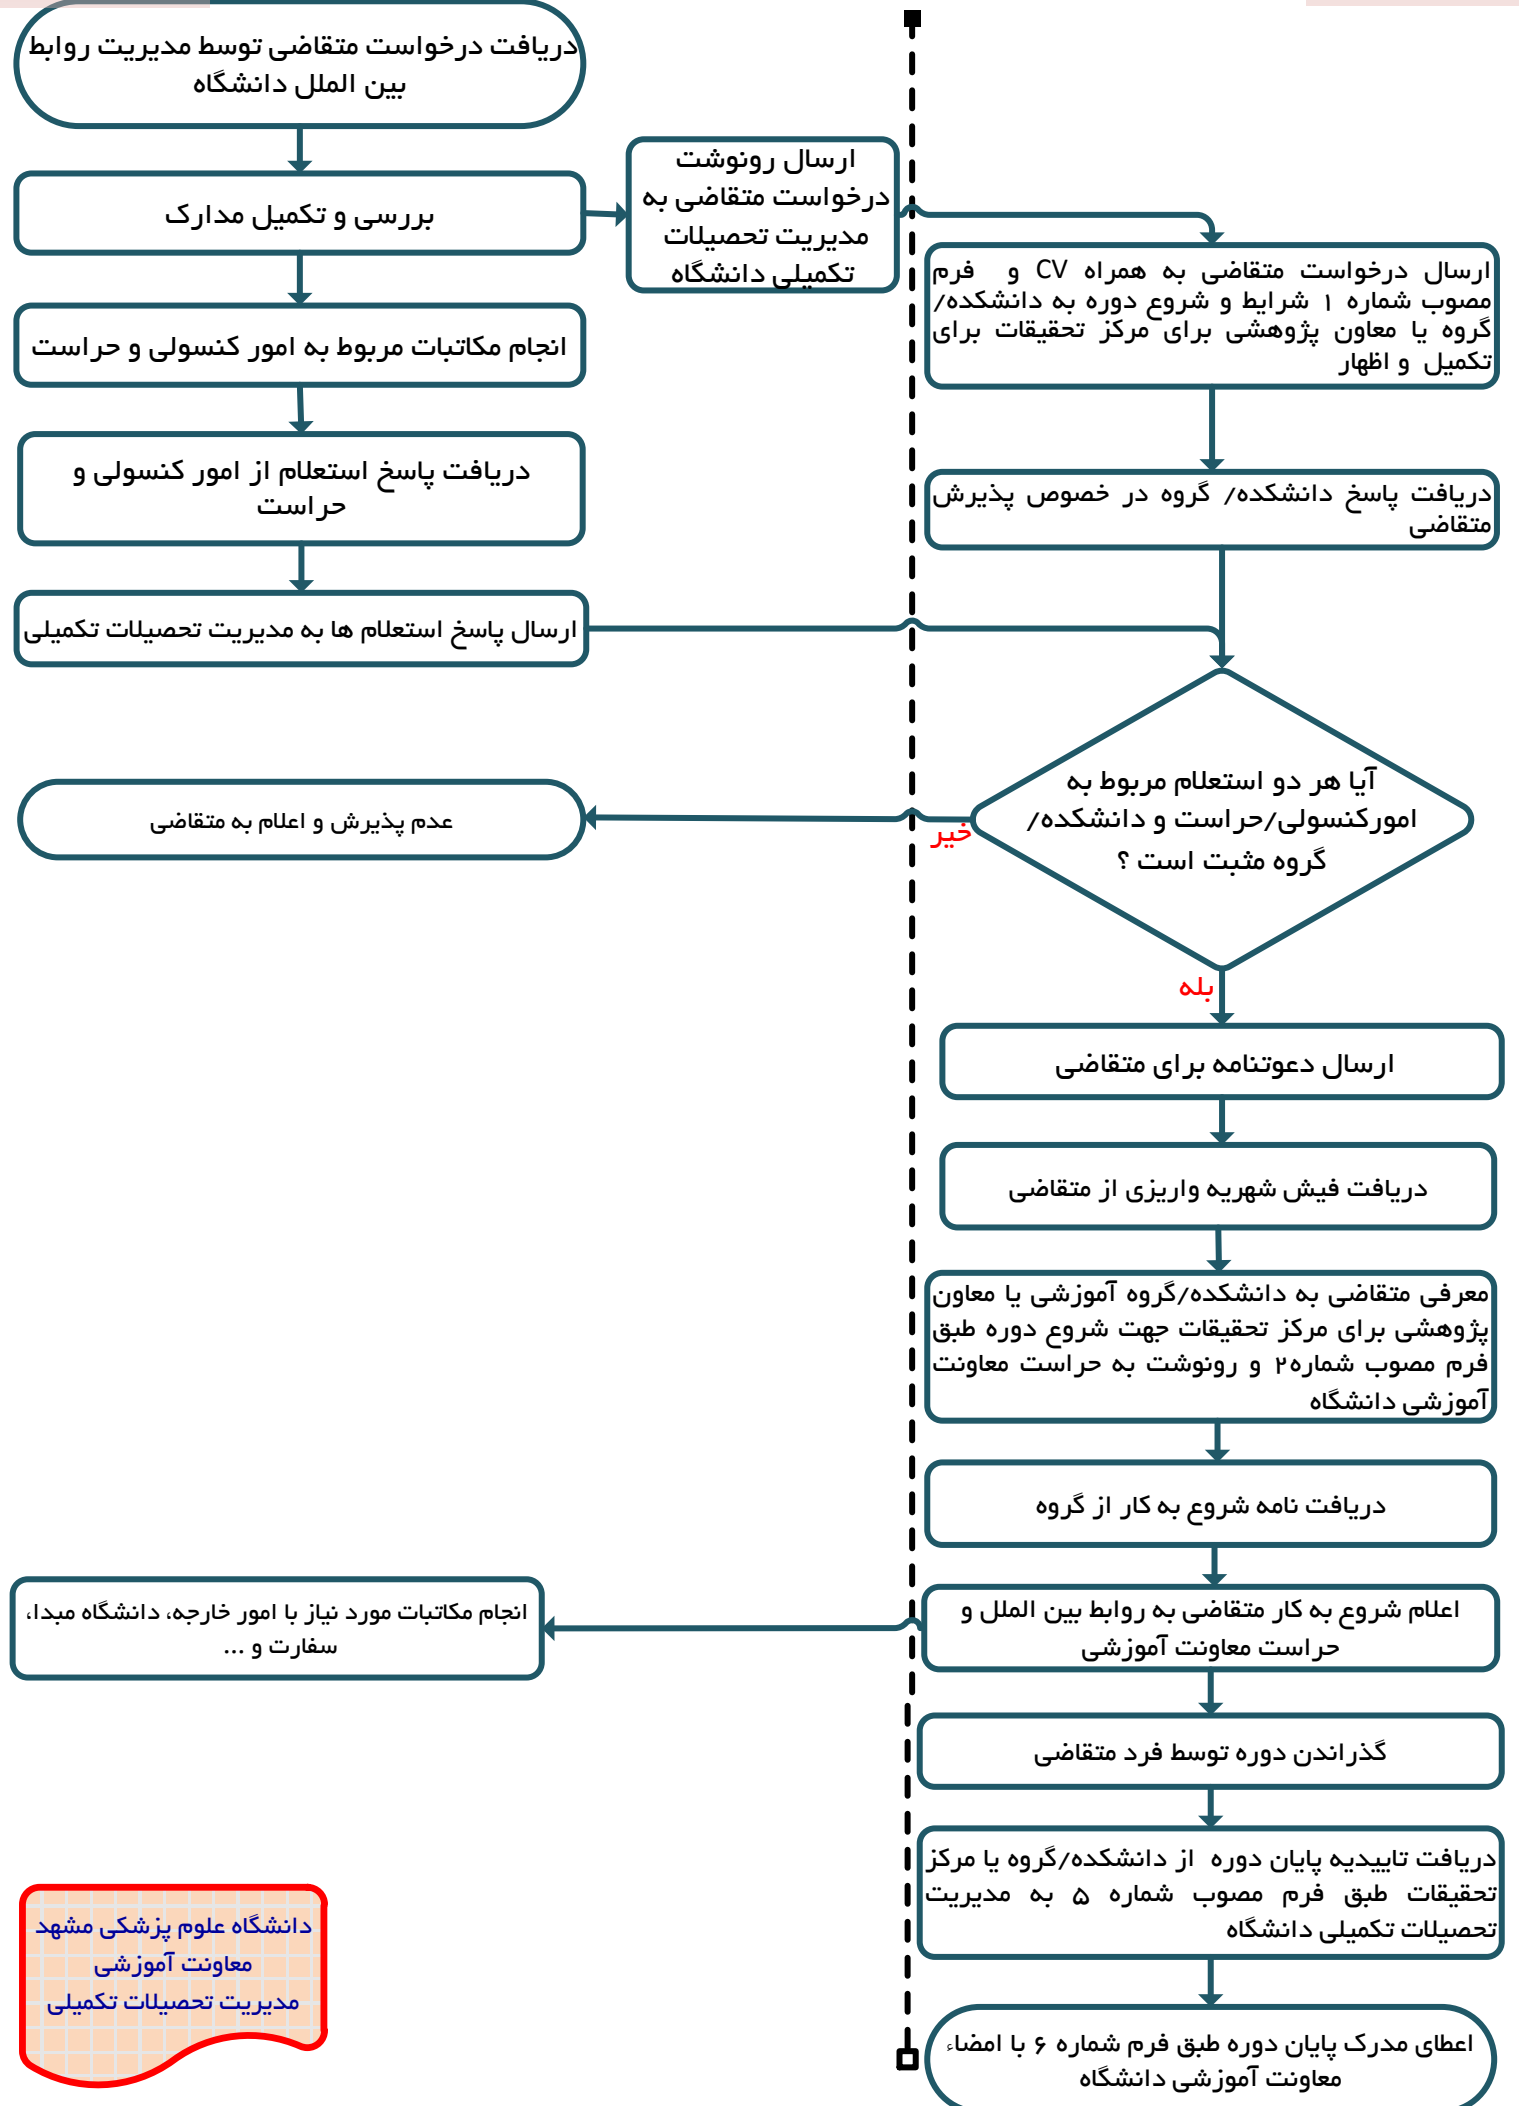 دریافت درخواست متقاضی توسط مدیریت روابط
بین الملل دانشگاه
بررسی و تکمیل مدارک
ارسال رونوشت
درخواست متقاضی به
مدیریت تحصیلات
تکمیلی دانشگاه
انجام مکاتبات مربوط به امور کنسولی و حراست
دریافت پاسخ استعلام از امور کنسولی و
حراست
ارسال پاسخ استعلام ها به مدیریت تحصیلات تکمیلی
ارسال درخواست متقاضی به همراه CV و فرم
مصوب شماره ۱ شرایط و شروع دوره به دانشکده/
گروه یا معاون پژوهشی برای مرکز تحقیقات برای
تکمیل و اظهار
دریافت پاسخ دانشکده/ گروه در خصوص پذیرش
متقاضی
آیا هر دو استعلام مربوط به
امورکنسولی/حراست و دانشکده/
گروه مثبت است ؟
خیر
عدم پذیرش و اعلام به متقاضی
بله
ارسال دعوتنامه برای متقاضی
دریافت فیش شهریه واریزی از متقاضی
معرفی متقاضی به دانشکده/گروه آموزشی یا معاون
پژوهشی برای مرکز تحقیقات جهت شروع دوره طبق
فرم مصوب شماره۲ و رونوشت به حراست معاونت
آموزشی دانشگاه
دریافت نامه شروع به کار از گروه
اعلام شروع به کار متقاضی به روابط بین الملل و
حراست معاونت آموزشی
انجام مکاتبات مورد نیاز با امور خارجه، دانشگاه مبدا،
سفارت و ...
گذراندن دوره توسط فرد متقاضی
دریافت تاییدیه پایان دوره از دانشکده/گروه یا مرکز
تحقیقات طبق فرم مصوب شماره ۵ به مدیریت
تحصیلات تکمیلی دانشگاه
اعطای مدرک پایان دوره طبق فرم شماره ۶ با امضاء
معاونت آموزشی دانشگاه
دانشگاه علوم پزشکی مشهد
معاونت آموزشی
مدیریت تحصیلات تکمیلی